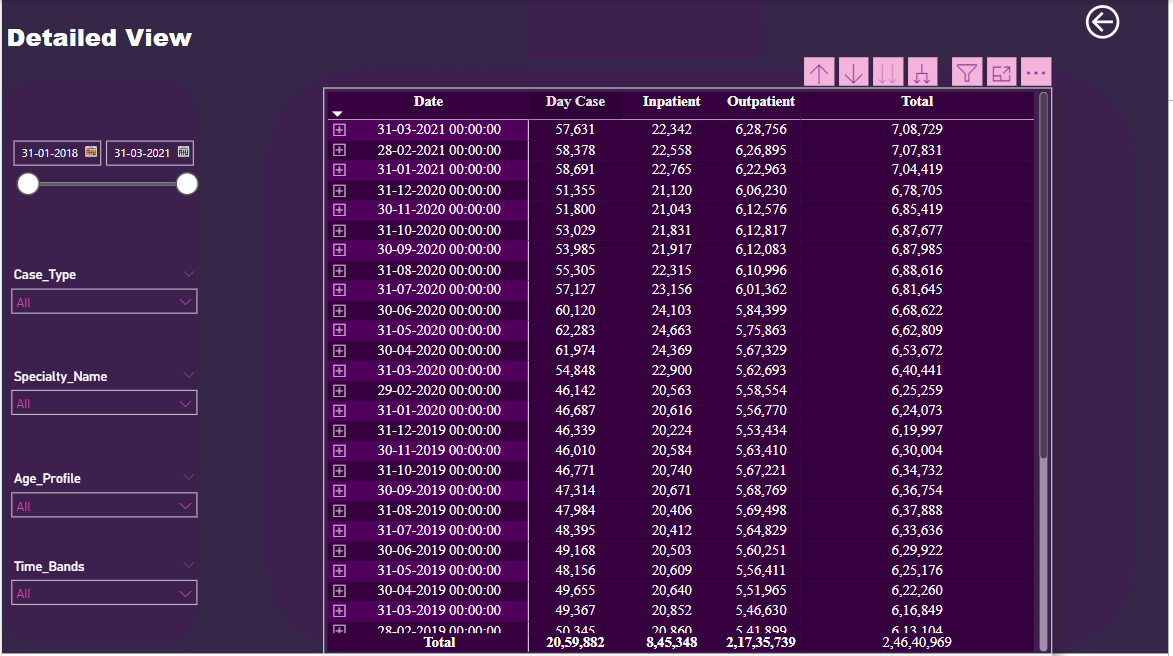 Detailed View
31-01-2018 31-03-2021
Case_Type
All
Specialty_Name
All
Age_Profile
All
Time_Bands
All
Date Day Case Inpatient Outpatient Total
31-03-2021 00:00:00 57,631 22,342 6,28,756 7,08,729
28-02-2021 00:00:00 58,378 22,558 6,26,895 7,07,831
31-01-2021 00:00:00 58,691 22,765 6,22,963 7,04,419
31-12-2020 00:00:00 51,355 21,120 6,06,230 6,78,705
30-11-2020 00:00:00 51,800 21,043 6,12,576 6,85,419
31-10-2020 00:00:00 53,029 21,831 6,12,817 6,87,677
30-09-2020 00:00:00 53,985 21,917 6,12,083 6,87,985
31-08-2020 00:00:00 55,305 22,315 6,10,996 6,88,616
31-07-2020 00:00:00 57,127 23,156 6,01,362 6,81,645
30-06-2020 00:00:00 60,120 24,103 5,84,399 6,68,622
31-05-2020 00:00:00 62,283 24,663 5,75,863 6,62,809
30-04-2020 00:00:00 61,974 24,369 5,67,329 6,53,672
31-03-2020 00:00:00 54,848 22,900 5,62,693 6,40,441
29-02-2020 00:00:00 46,142 20,563 5,58,554 6,25,259
31-01-2020 00:00:00 46,687 20,616 5,56,770 6,24,073
31-12-2019 00:00:00 46,339 20,224 5,53,434 6,19,997
30-11-2019 00:00:00 46,010 20,584 5,63,410 6,30,004
31-10-2019 00:00:00 46,771 20,740 5,67,221 6,34,732
30-09-2019 00:00:00 47,314 20,671 5,68,769 6,36,754
31-08-2019 00:00:00 47,984 20,406 5,69,498 6,37,888
31-07-2019 00:00:00 48,395 20,412 5,64,829 6,33,636
30-06-2019 00:00:00 49,168 20,503 5,60,251 6,29,922
31-05-2019 00:00:00 48,156 20,609 5,56,411 6,25,176
30-04-2019 00:00:00 49,655 20,640 5,51,965 6,22,260
31-03-2019 00:00:00 49,367 20,852 5,46,630 6,16,849
28-02-2019 00:00:00 50,345 20,860 5,41,899 6,13,104
Total 20,59,882 8,45,348 2,17,35,739 2,46,40,969